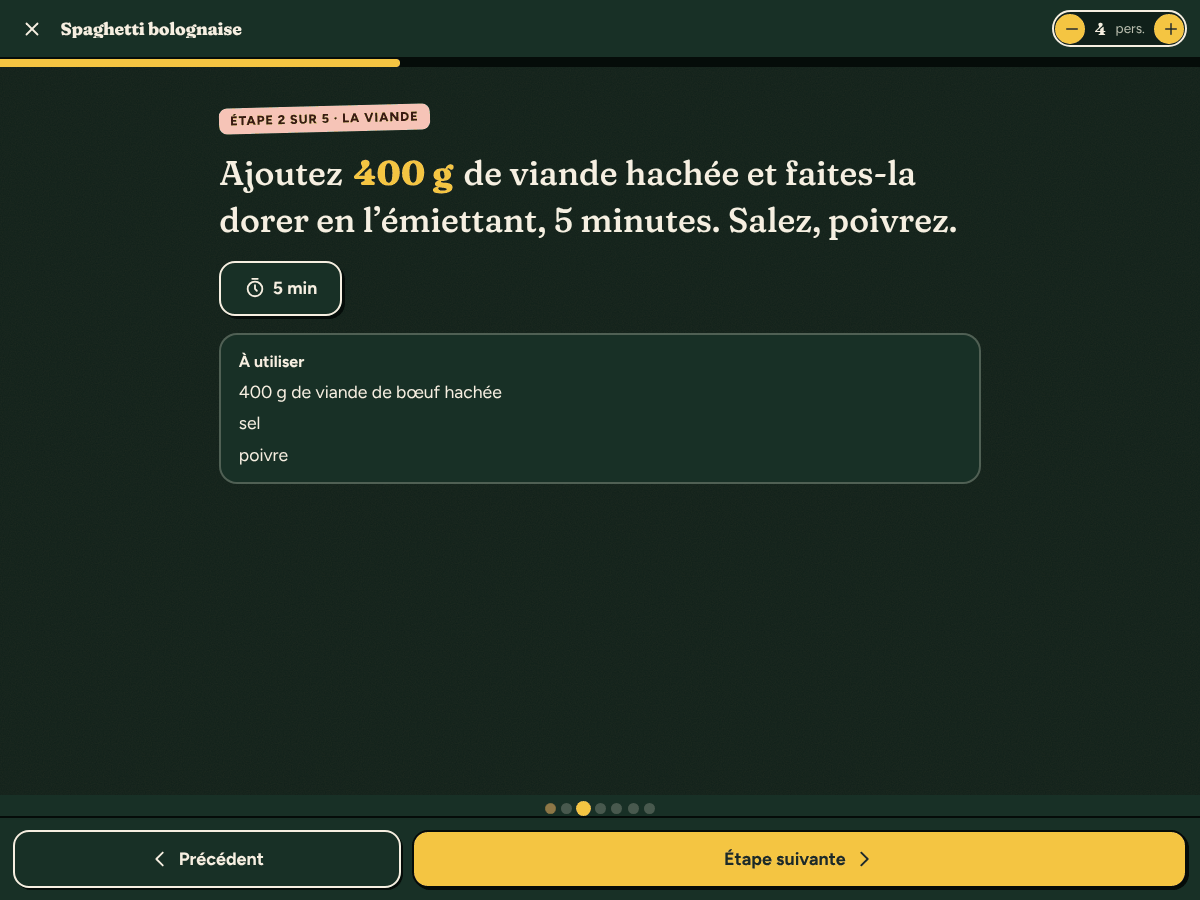 Spaghetti bolognaise
4 pers.
ÉTAPE 2 SUR 5 · LA VIANDE
Ajoutez 400 g de viande hachée et faites-la
dorer en l’émiettant, 5 minutes. Salez, poivrez.
5 min
À utiliser
400 g de viande de bœuf hachée
sel
poivre
Précédent
Étape suivante